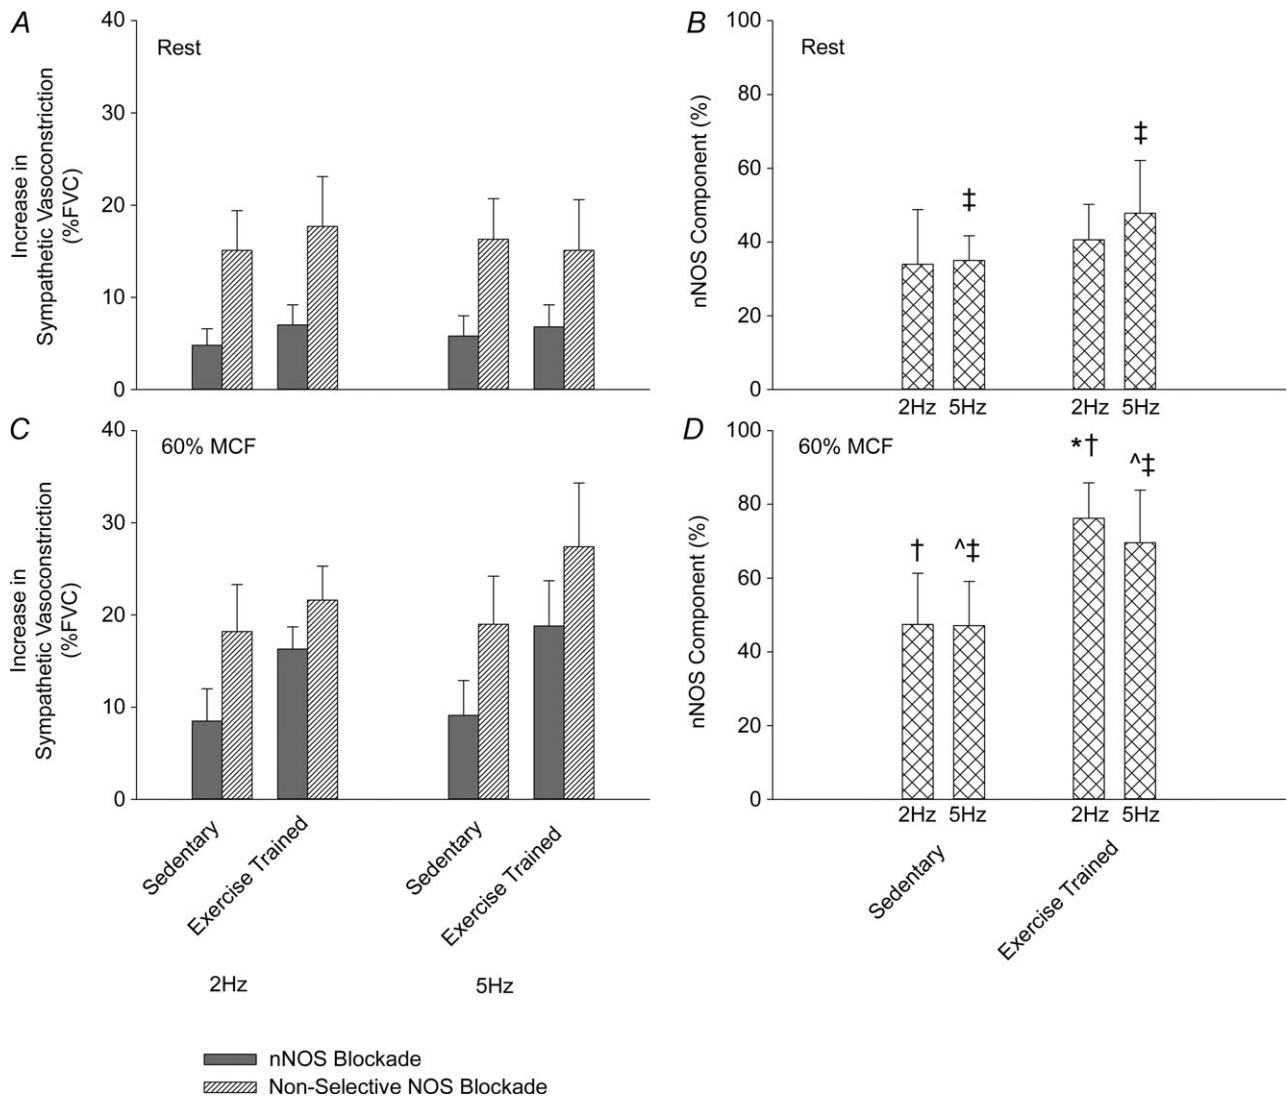 A
40
30
20
10
0
Rest
Increase in
Sympathetic Vasoconstriction
(%FVC)
B
100
80
60
40
20
0
Rest
nNOS Component (%)
‡
‡
2Hz 5Hz 2Hz 5Hz
C
40
30
20
10
0
60% MCF
Increase in
Sympathetic Vasoconstriction
(%FVC)
Sedentary
Exercise Trained
Sedentary
Exercise Trained
2Hz
5Hz
D
100
80
60
40
20
0
60% MCF
nNOS Component (%)
†
^‡
*†
^‡
2Hz 5Hz 2Hz 5Hz
Sedentary
Exercise Trained
nNOS Blockade
Non-Selective NOS Blockade